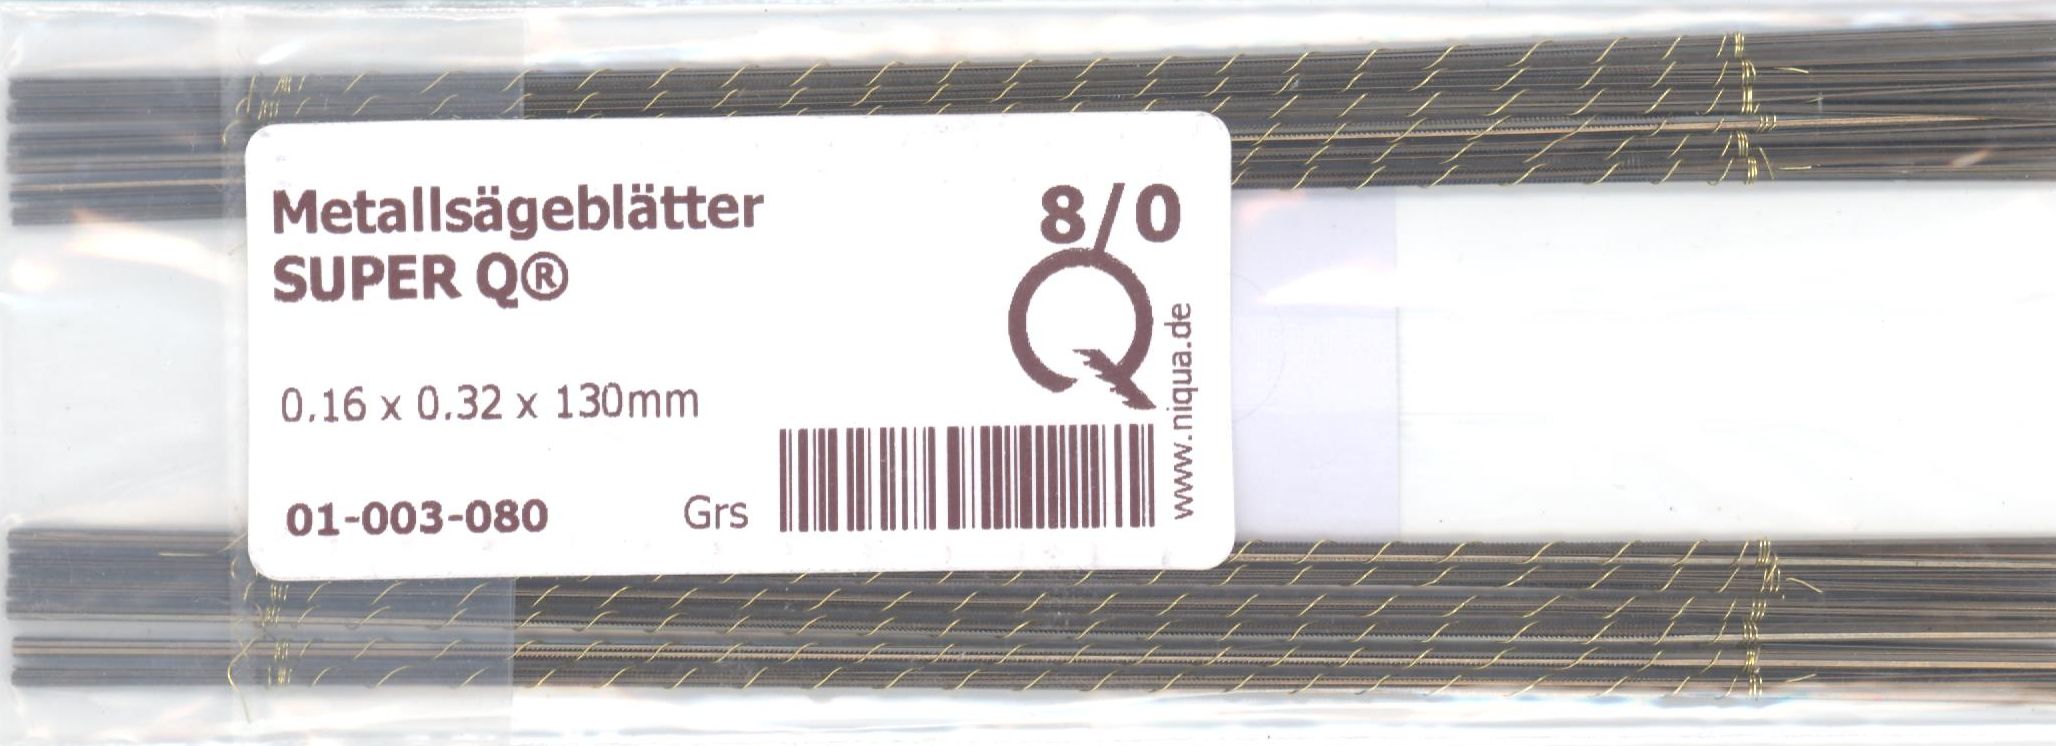 Metallsägeblätter
SUPER Q®
8/0
0.16 x 0.32 x 130mm
01-003-080
Grs
www.niqua.de